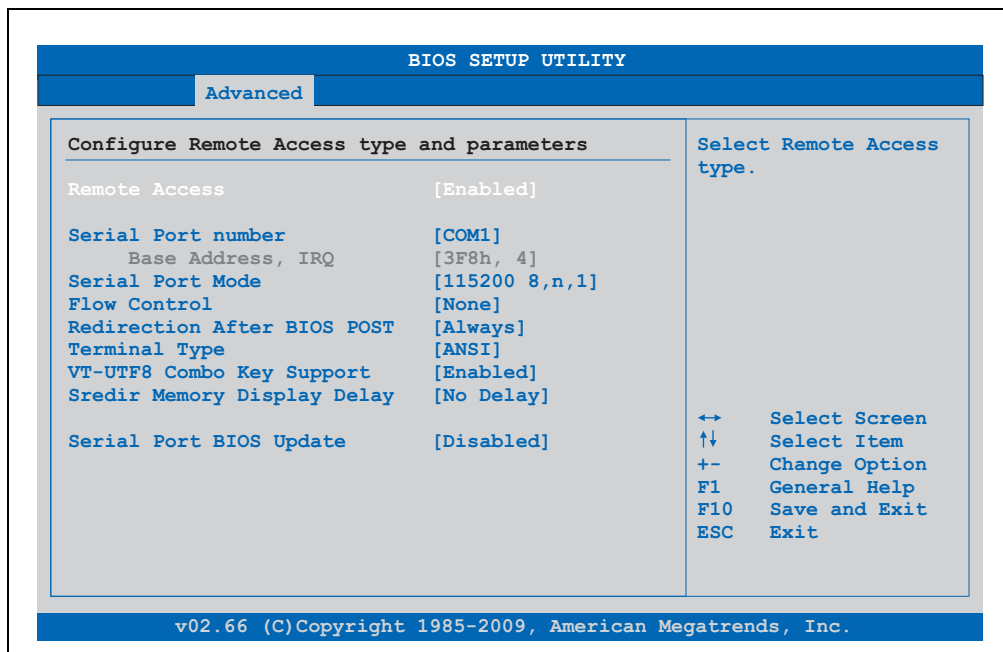 BIOS SETUP UTILITY
Advanced
Configure Remote Access type and parameters
Remote Access [Enabled]
Serial Port number [COM1]
Base Address, IRQ [3F8h, 4]
Serial Port Mode [115200 8,n,1]
Flow Control [None]
Redirection After BIOS POST [Always]
Terminal Type [ANSI]
VT-UTF8 Combo Key Support [Enabled]
Sredir Memory Display Delay [No Delay]
Serial Port BIOS Update [Disabled]
Select Remote Access
type.
←→ Select Screen
↑↓ Select Item
+- Change Option
F1 General Help
F10 Save and Exit
ESC Exit
v02.66 (C)Copyright 1985-2009, American Megatrends, Inc.